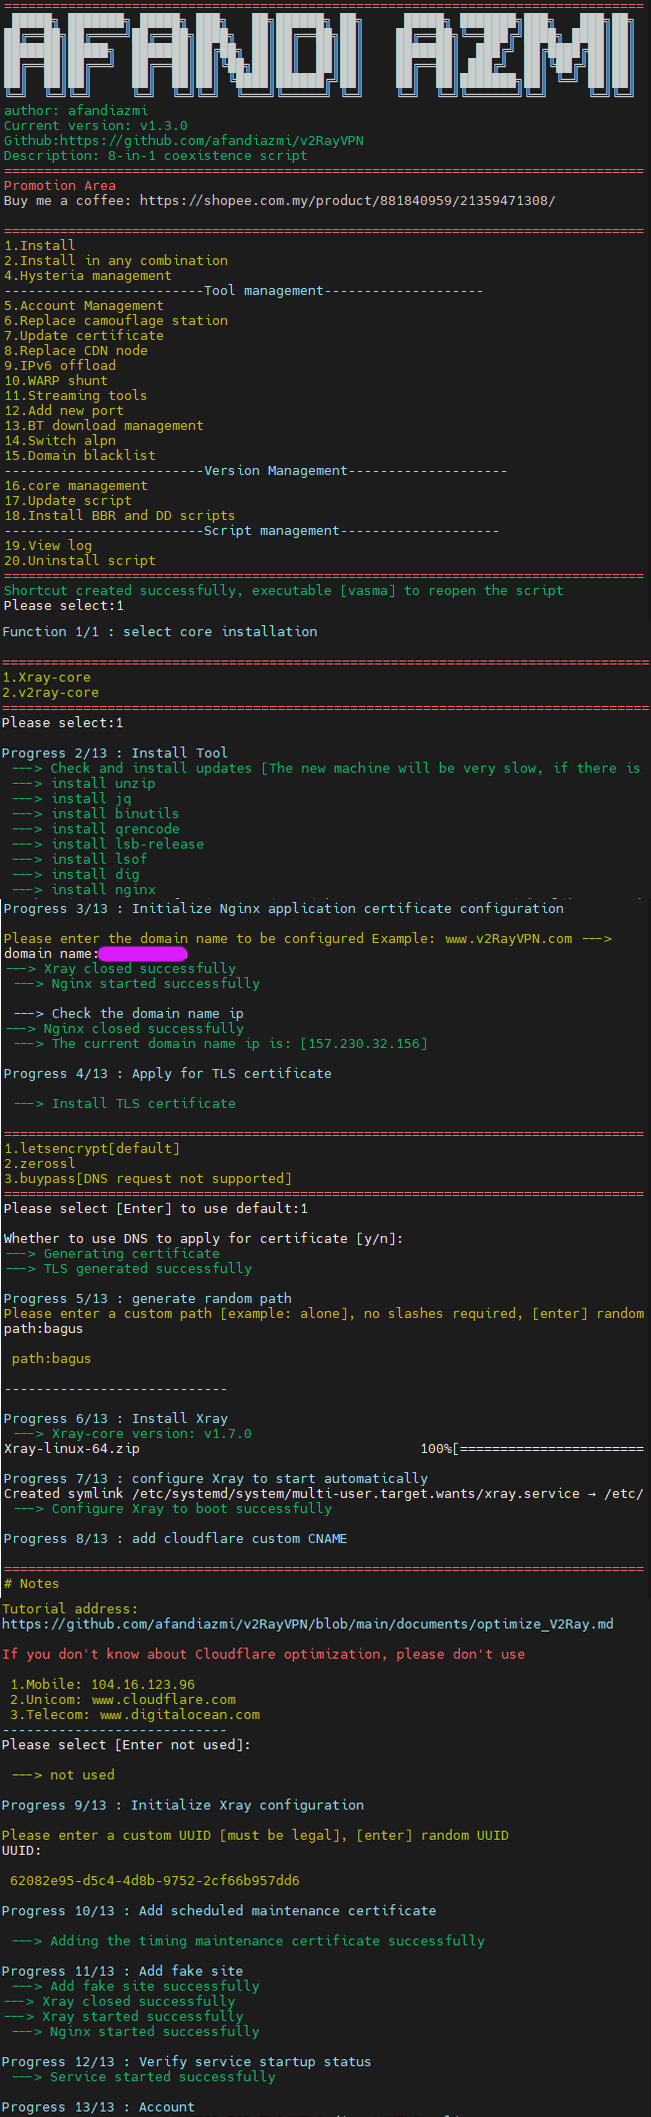 AFANDI AZMI
author: afandiazmi
Current version: v1.3.0
Github:https://github.com/afandiazmi/v2RayVPN
Description: 8-in-1 coexistence script
================================================================================
Promotion Area
Buy me a coffee: https://shopee.com.my/product/881840959/21359471308/
================================================================================
1.Install
2.Install in any combination
4.Hysteria management
-------------------------Tool management--------------------
5.Account Management
6.Replace camouflage station
7.Update certificate
8.Replace CDN node
9.IPv6 offload
10.WARP shunt
11.Streaming tools
12.Add new port
13.BT download management
14.Switch alpn
15.Domain blacklist
-------------------------Version Management--------------------
16.core management
17.Update script
18.Install BBR and DD scripts
-------------------------Script management--------------------
19.View log
20.Uninstall script
================================================================================
Shortcut created successfully, executable [vasma] to reopen the script
Please select:1
Function 1/1 : select core installation
=================================================================================
1.Xray-core
2.v2ray-core
=================================================================================
Please select:1
Progress 2/13 : Install Tool
---> Check and install updates [The new machine will be very slow, if there is
---> install unzip
---> install jq
---> install binutils
---> install qrencode
---> install lsb-release
---> install lsof
---> install dig
---> install nginx
Progress 3/13 : Initialize Nginx application certificate configuration
Please enter the domain name to be configured Example: www.v2RayVPN.com --->
domain name:
---> Xray closed successfully
---> Nginx started successfully
---> Check the domain name ip
---> Nginx closed successfully
---> The current domain name ip is: [157.230.32.156]
Progress 4/13 : Apply for TLS certificate
---> Install TLS certificate
================================================================================
1.letsencrypt[default]
2.zerossl
3.buypass[DNS request not supported]
================================================================================
Please select [Enter] to use default:1
Whether to use DNS to apply for certificate [y/n]:
---> Generating certificate
---> TLS generated successfully
Progress 5/13 : generate random path
Please enter a custom path [example: alone], no slashes required, [enter] random
path:bagus
path:bagus
----------------------------
Progress 6/13 : Install Xray
---> Xray-core version: v1.7.0
Xray-linux-64.zip 100%[=======================
Progress 7/13 : configure Xray to start automatically
Created symlink /etc/systemd/system/multi-user.target.wants/xray.service → /etc/
---> Configure Xray to boot successfully
Progress 8/13 : add cloudflare custom CNAME
================================================================================
# Notes
Tutorial address:
https://github.com/afandiazmi/v2RayVPN/blob/main/documents/optimize_V2Ray.md
If you don't know about Cloudflare optimization, please don't use
1.Mobile: 104.16.123.96
2.Unicom: www.cloudflare.com
3.Telecom: www.digitalocean.com
----------------------------
Please select [Enter not used]:
---> not used
Progress 9/13 : Initialize Xray configuration
Please enter a custom UUID [must be legal], [enter] random UUID
UUID:
62082e95-d5c4-4d8b-9752-2cf66b957dd6
Progress 10/13 : Add scheduled maintenance certificate
---> Adding the timing maintenance certificate successfully
Progress 11/13 : Add fake site
---> Add fake site successfully
---> Xray closed successfully
---> Xray started successfully
---> Nginx started successfully
Progress 12/13 : Verify service startup status
---> Service started successfully
Progress 13/13 : Account